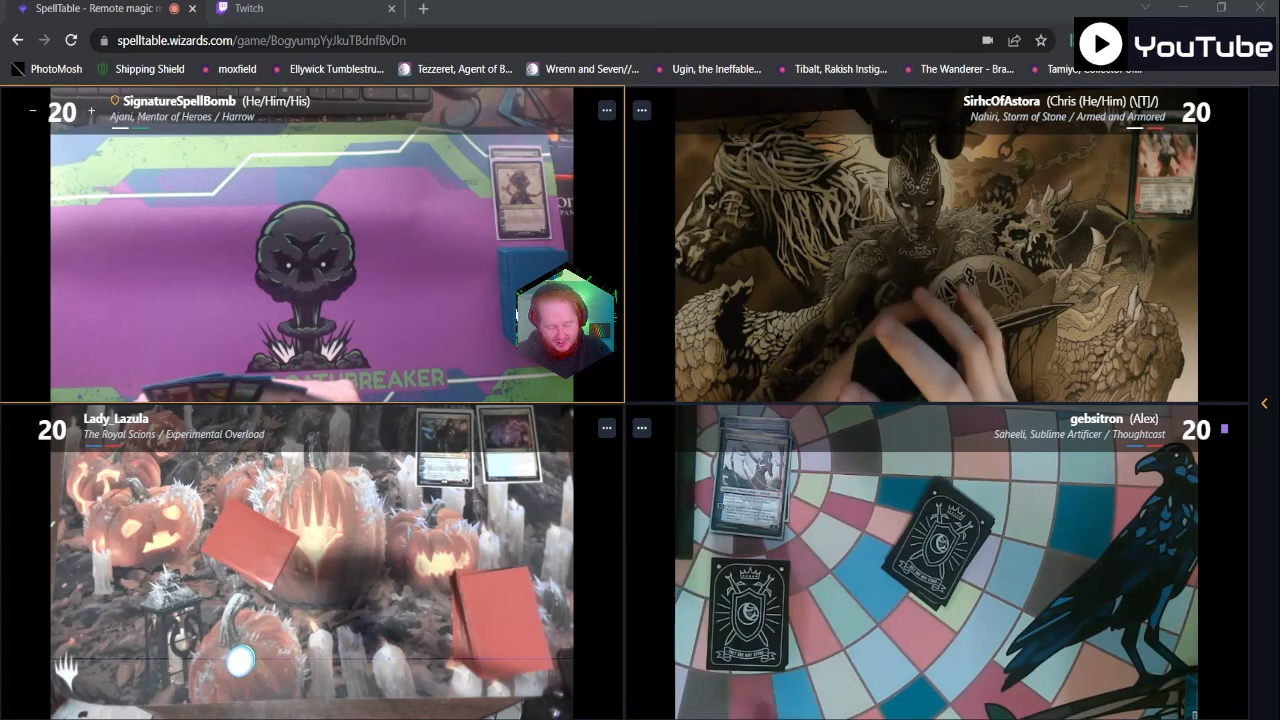 SpellTable - Remote magic m
Twitch
spelltable.wizards.com/game/BogyumpYyJkuTBdnfBvDn
YouTube
PhotoMosh
Shipping Shield
moxfield
Ellywick Tumblestru...
Tezzeret, Agent of B...
Wrenn and Seven//...
Ugin, the Ineffable...
Tibalt, Rakish Instig...
The Wanderer - Bra...
20
SignatureSpellBomb (He/Him/His)
Ajani, Mentor of Heroes / Harrow
SirhcOfAstora (Chris (He/Him) (\[T]/)
Nahiri, Storm of Stone / Armed and Armored
20
OATHBREAKER
20
Lady_Lazula
The Royal Scions / Experimental Overload
gebsitron (Alex)
Saheeli, Sublime Artificer / Thoughtcast
20